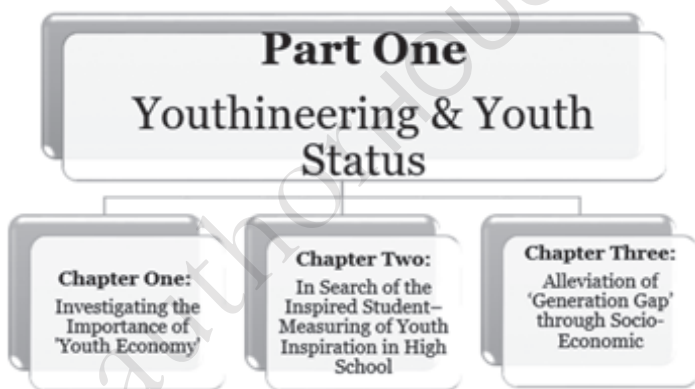 Part One
Youthineering & Youth
Status
Chapter One:
Investigating the
Importance of
'Youth Economy'
Chapter Two:
In Search of the
Inspired Student–
Measuring of Youth
Inspiration in High
School
Chapter Three:
Alleviation of
‘Generation Gap’
through Socio-
Economic
authorHOUSE